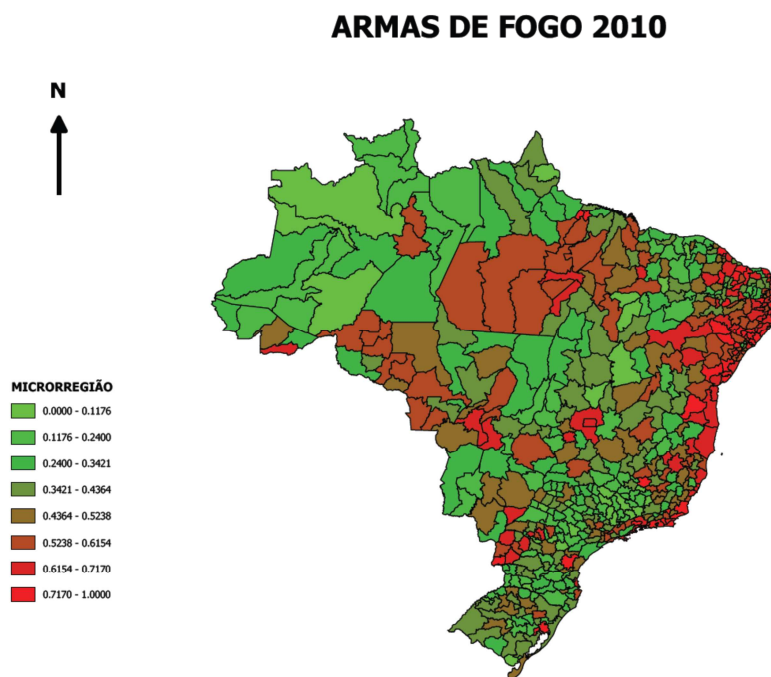 ARMAS DE FOGO 2010
N
MICRORREGIÃO
0.0000 - 0.1176
0.1176 - 0.2400
0.2400 - 0.3421
0.3421 - 0.4364
0.4364 - 0.5238
0.5238 - 0.6154
0.6154 - 0.7170
0.7170 - 1.0000